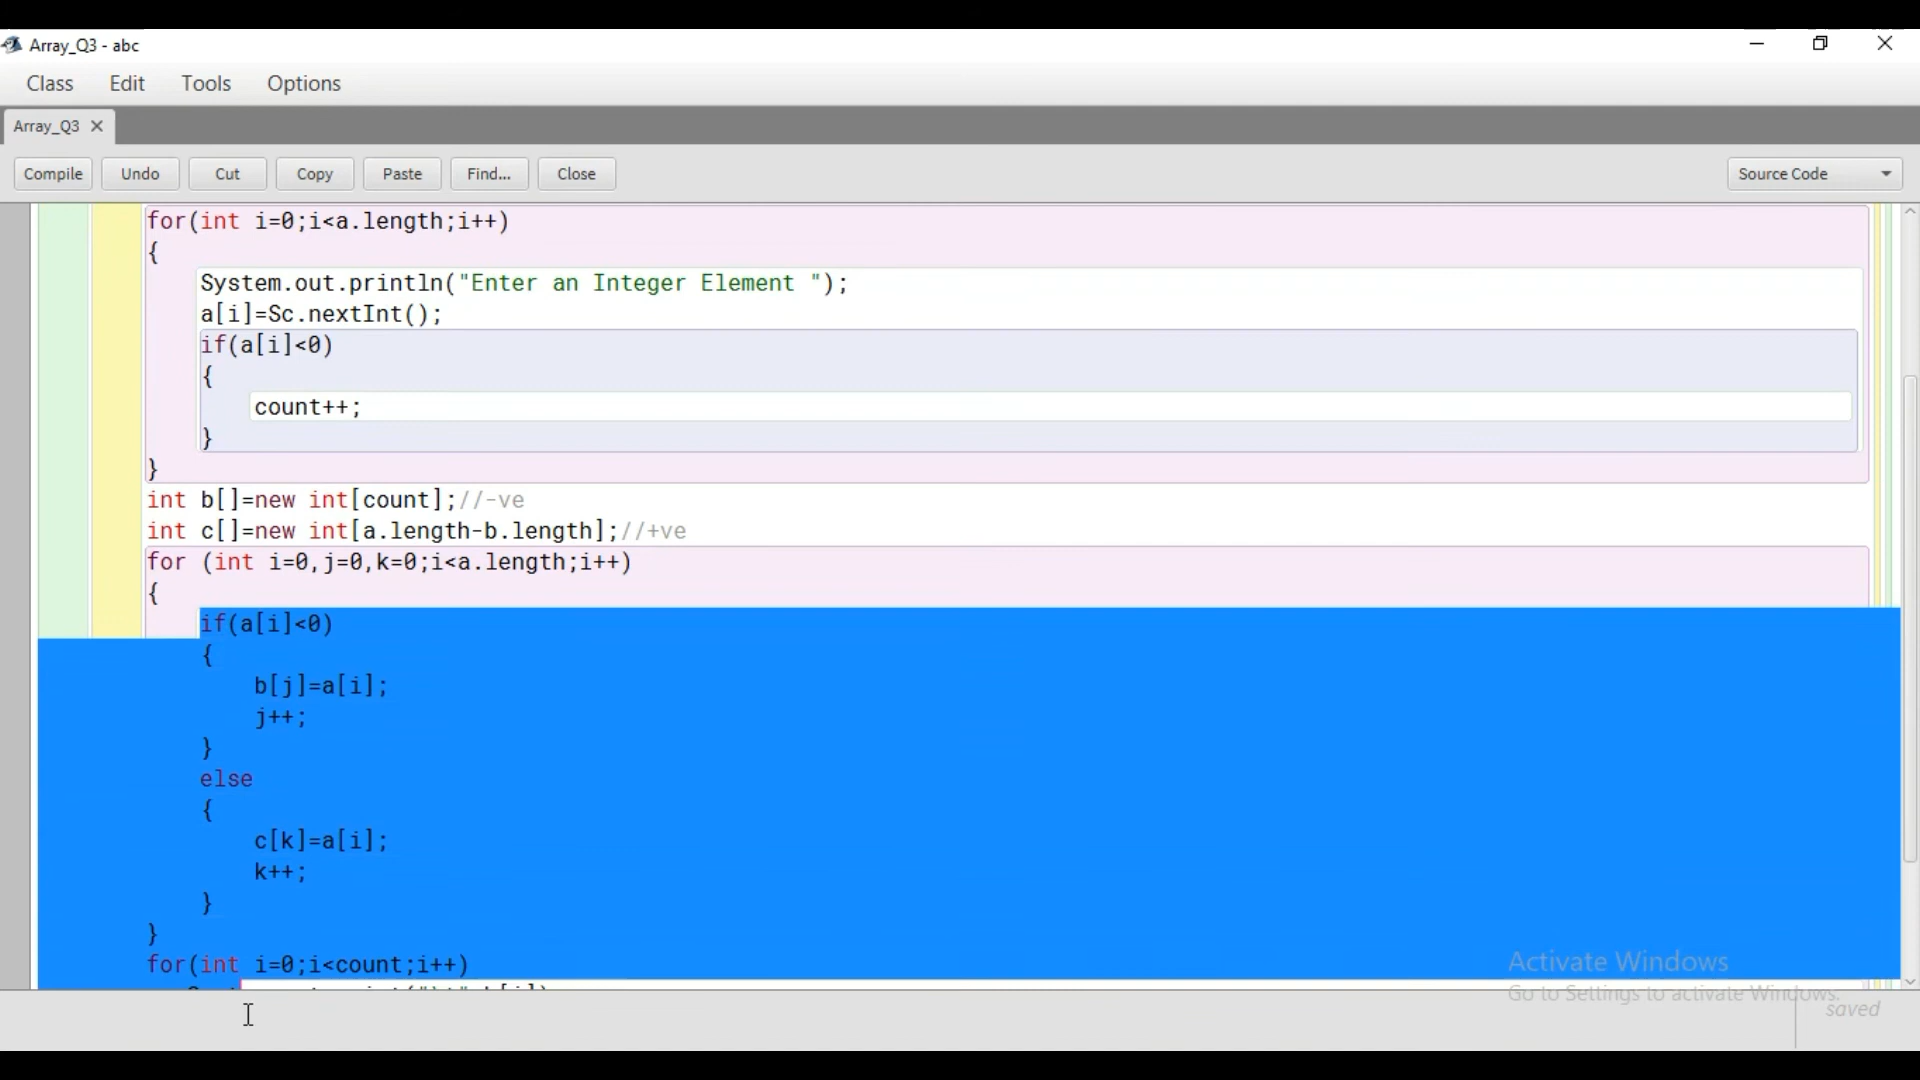 Array_Q3 - abc
Class Edit Tools Options
Array_Q3
Compile Undo Cut Copy Paste Find... Close Source Code
for(int i=0;i<a.length;i++)
{
System.out.println("Enter an Integer Element ");
a[i]=Sc.nextInt();
if(a[i]<0)
{
count++;
}
}
int b[]=new int[count];//-ve
int c[]=new int[a.length-b.length];//+ve
for (int i=0,j=0,k=0;i<a.length;i++)
{
if(a[i]<0)
{
b[j]=a[i];
j++;
}
else
{
c[k]=a[i];
k++;
}
}
for(int i=0;i<count;i++)
Activate Windows
Go to Settings to activate Windows.
saved